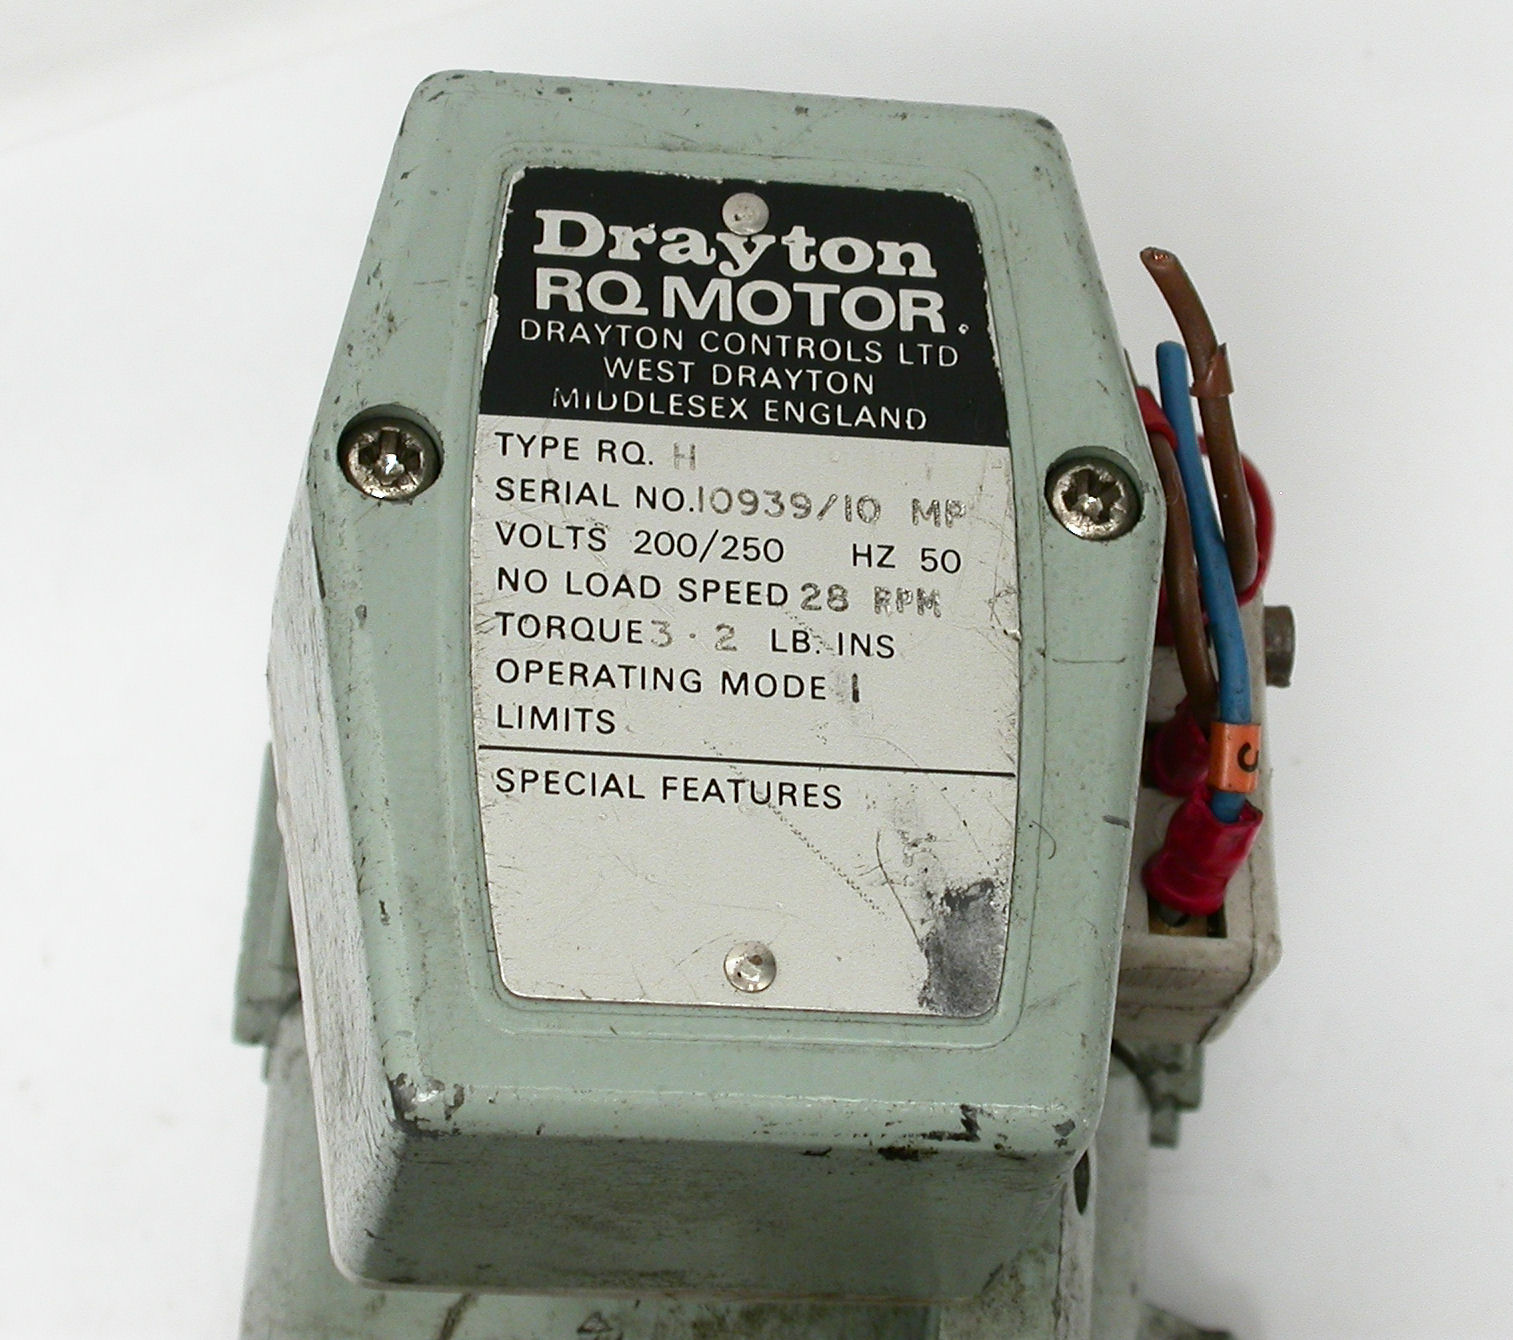 Drayton
RQ MOTOR.
DRAYTON CONTROLS LTD
WEST DRAYTON
MIDDLESEX ENGLAND
TYPE RQ. H
SERIAL NO. 10939/10 MP
VOLTS 200/250 HZ 50
NO LOAD SPEED 28 RPM
TORQUE 3.2 LB. INS
OPERATING MODE 1
LIMITS
SPECIAL FEATURES
3